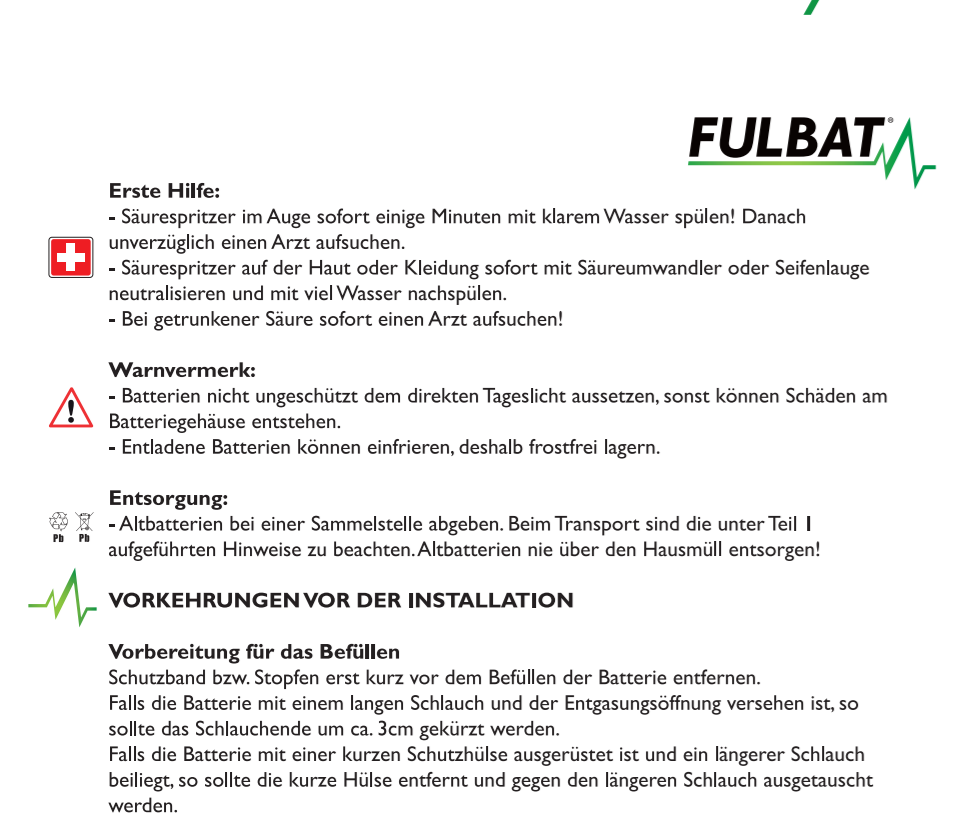 FULBAT®
Erste Hilfe:
- Säurespritzer im Auge sofort einige Minuten mit klarem Wasser spülen! Danach
unverzüglich einen Arzt aufsuchen.
- Säurespritzer auf der Haut oder Kleidung sofort mit Säureumwandler oder Seifenlauge
neutralisieren und mit viel Wasser nachspülen.
- Bei getrunkener Säure sofort einen Arzt aufsuchen!
Warnvermerk:
- Batterien nicht ungeschützt dem direkten Tageslicht aussetzen, sonst können Schäden am
Batteriegehäuse entstehen.
- Entladene Batterien können einfrieren, deshalb frostfrei lagern.
Entsorgung:
- Altbatterien bei einer Sammelstelle abgeben. Beim Transport sind die unter Teil 1
Pb Pb
aufgeführten Hinweise zu beachten. Altbatterien nie über den Hausmüll entsorgen!
VORKEHRUNGEN VOR DER INSTALLATION
Vorbereitung für das Befüllen
Schutzband bzw. Stopfen erst kurz vor dem Befüllen der Batterie entfernen.
Falls die Batterie mit einem langen Schlauch und der Entgasungsöffnung versehen ist, so
sollte das Schlauchende um ca. 3cm gekürzt werden.
Falls die Batterie mit einer kurzen Schutzhülse ausgerüstet ist und ein längerer Schlauch
beiliegt, so sollte die kurze Hülse entfernt und gegen den längeren Schlauch ausgetauscht
werden.